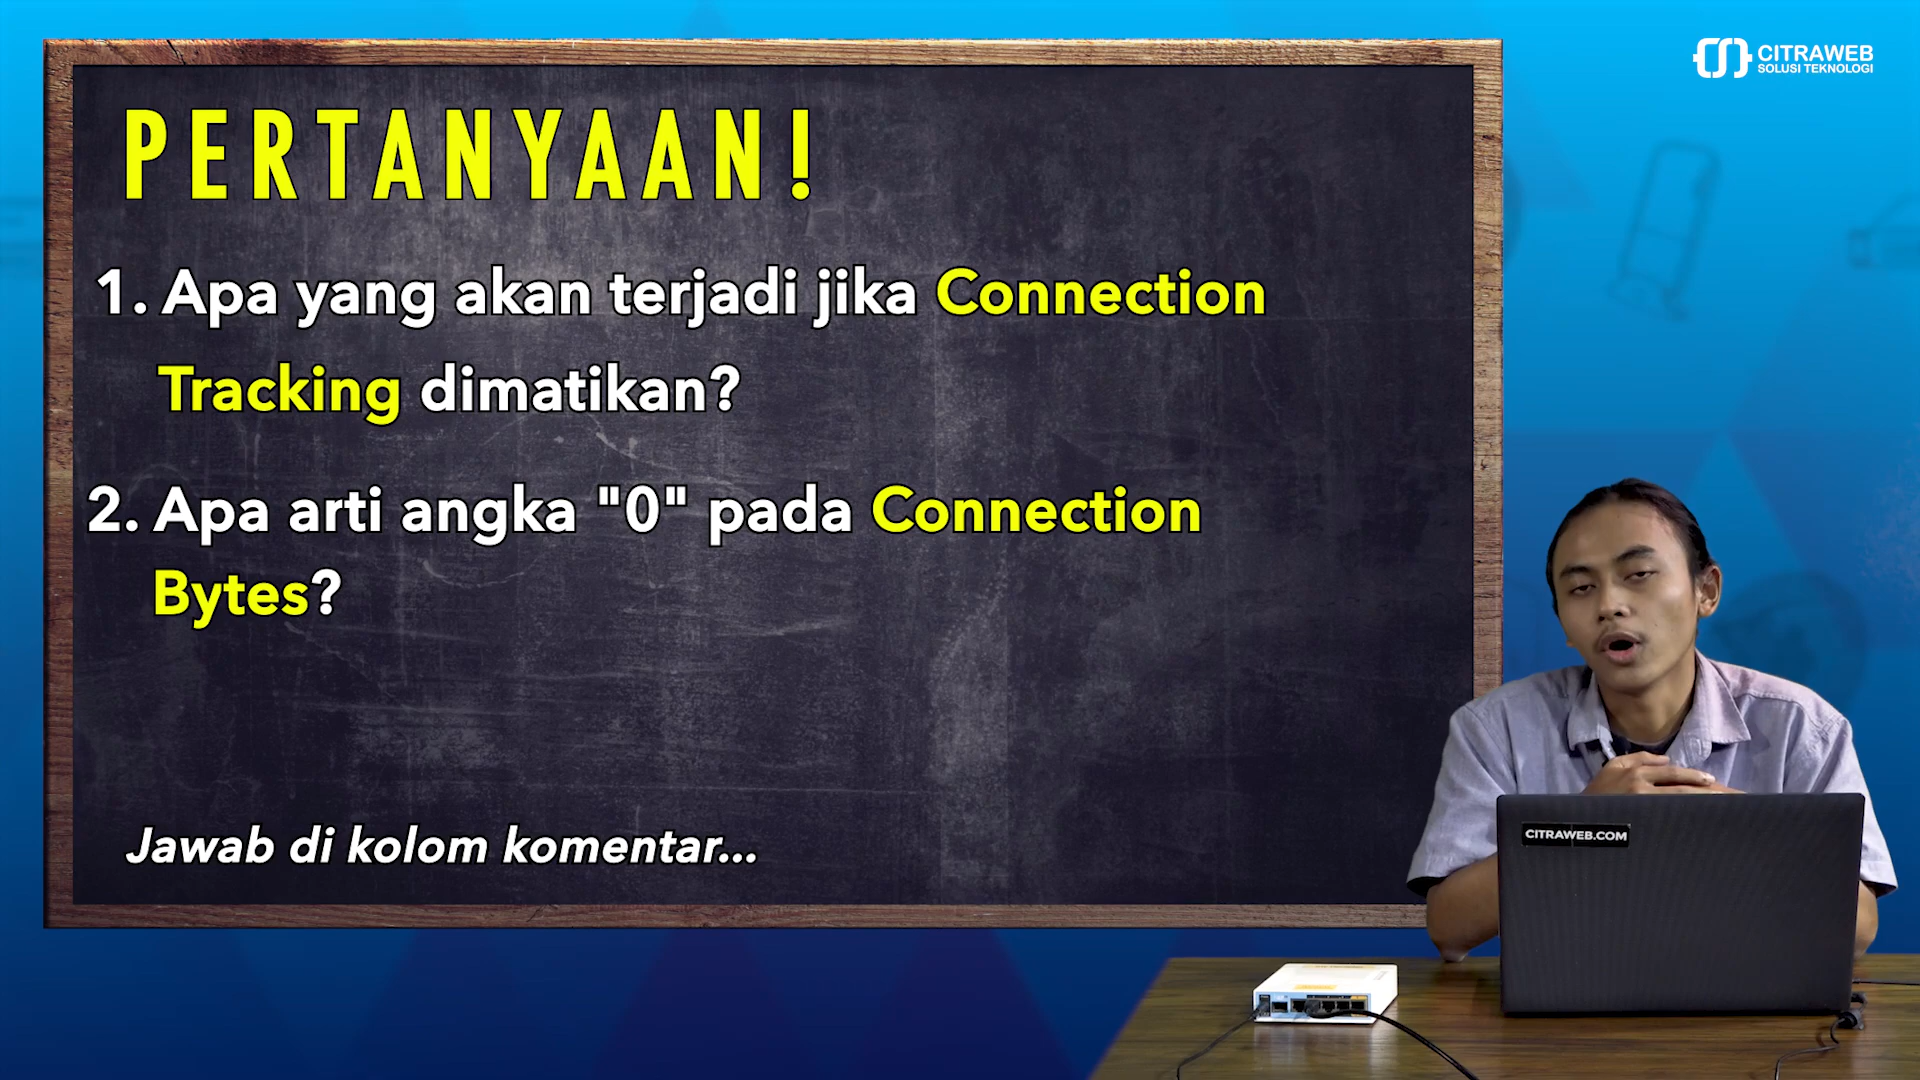 CITRAWEB
SOLUSI TEKNOLOGI
PERTANYAAN!
1. Apa yang akan terjadi jika Connection
Tracking dimatikan?
2. Apa arti angka "0" pada Connection
Bytes?
Jawab di kolom komentar...
CITRAWEB.COM